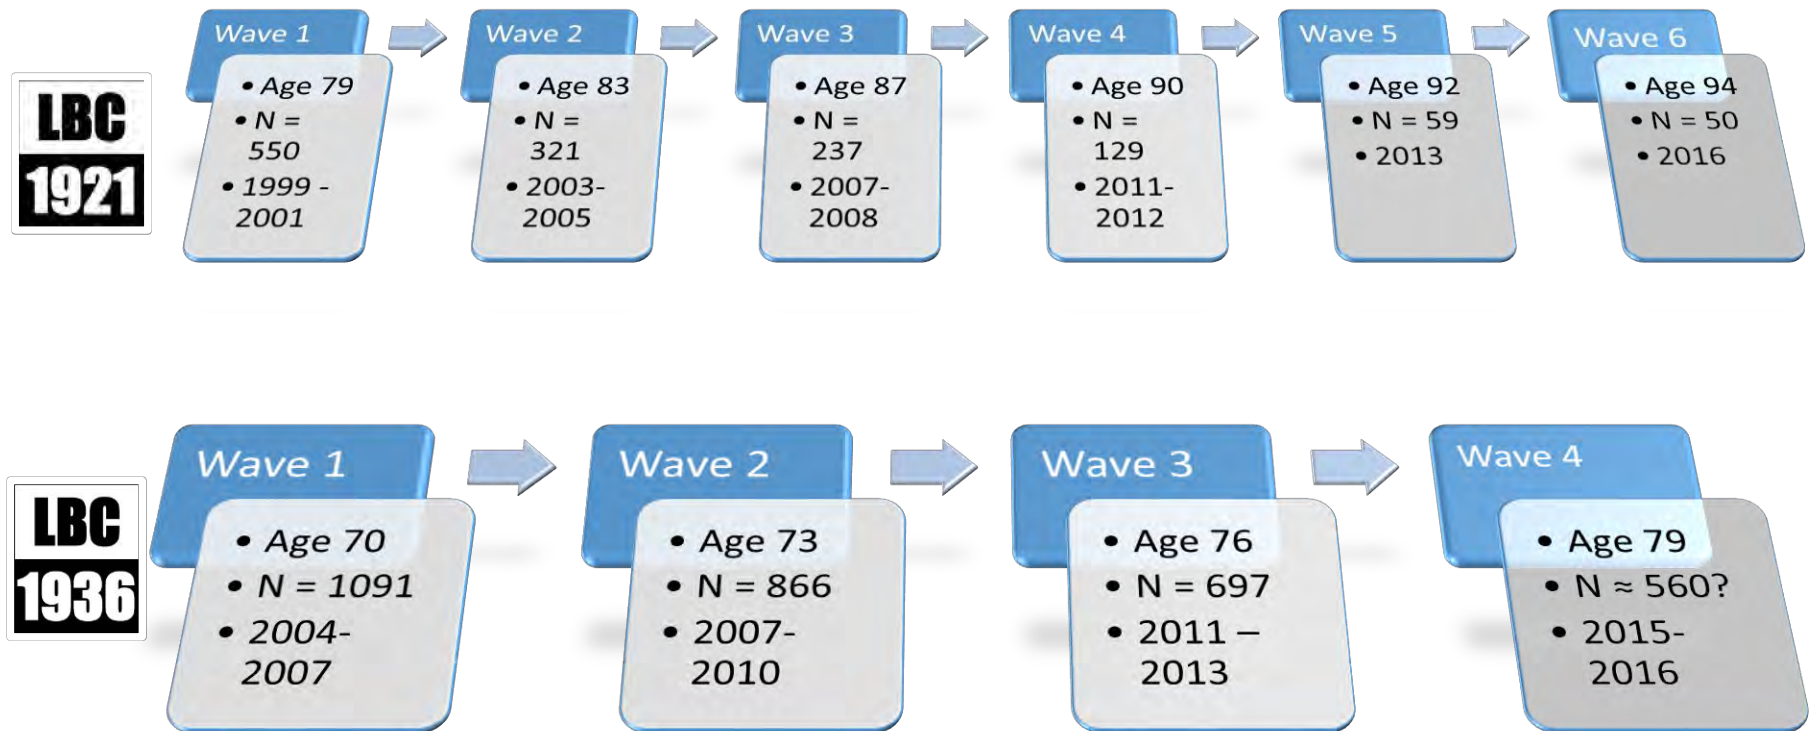 LBC
1921
Wave 1
• Age 79
• N =
550
• 1999 -
2001
Wave 2
• Age 83
• N =
321
• 2003-
2005
Wave 3
• Age 87
• N =
237
• 2007-
2008
Wave 4
• Age 90
• N =
129
• 2011-
2012
Wave 5
• Age 92
• N = 59
• 2013
Wave 6
• Age 94
• N = 50
• 2016
LBC
1936
Wave 1
• Age 70
• N = 1091
• 2004-
2007
Wave 2
• Age 73
• N = 866
• 2007-
2010
Wave 3
• Age 76
• N = 697
• 2011 –
2013
Wave 4
• Age 79
• N ≈ 560?
• 2015-
2016